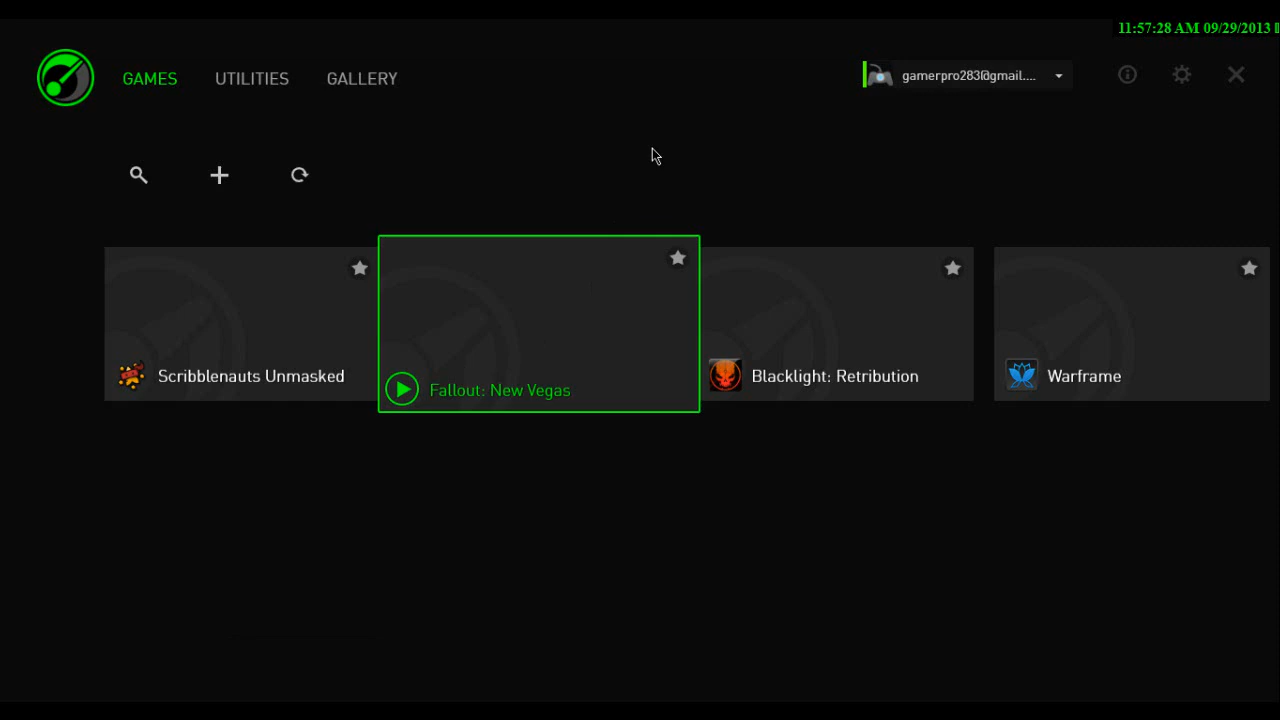 11:57:28 AM 09/29/2013
GAMES
UTILITIES
GALLERY
gamerpro283@gmail....
Scribblenauts Unmasked
Fallout: New Vegas
Blacklight: Retribution
Warframe